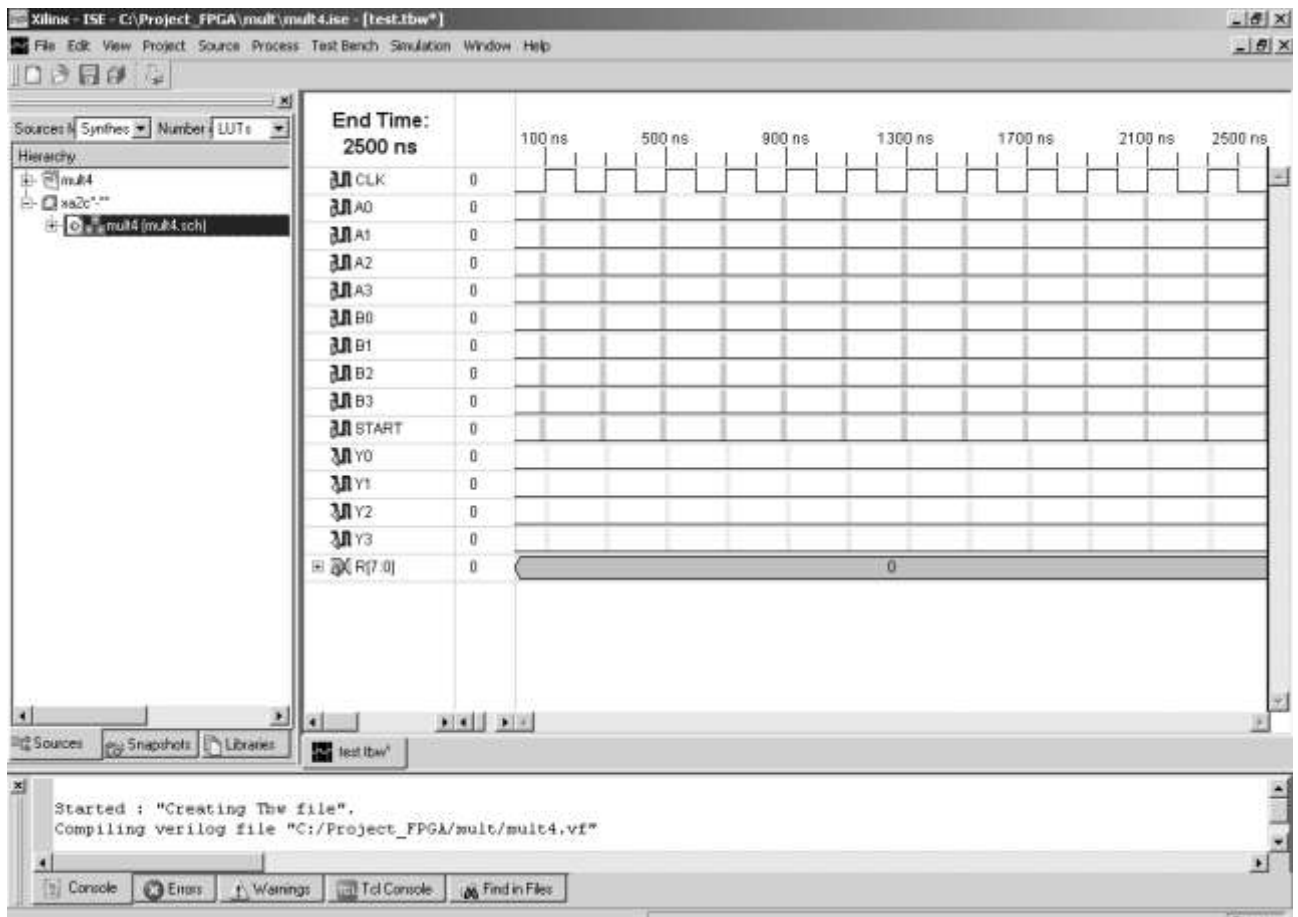 Xilinx - ISE - C:\Project_FPGA\mult\mult4.ise - [test.tbw*]
File Edit View Project Source Process Test Bench Simulation Window Help
Sources Synthes Number LUTs
Hierarchy
mult4
xa2c*-**
mult4 (mult4.sch)
Sources Snapshots Libraries
End Time:
2500 ns
100 ns 500 ns 900 ns 1300 ns 1700 ns 2100 ns 2500 ns
CLK 0
A0 0
A1 0
A2 0
A3 0
B0 0
B1 0
B2 0
B3 0
START 0
Y0 0
Y1 0
Y2 0
Y3 0
R[7:0] 0 0
test.tbw*
Started : "Creating Tbw file".
Compiling verilog file "C:/Project_FPGA/mult/mult4.vf"
Console Errors Warnings Tcl Console Find in Files